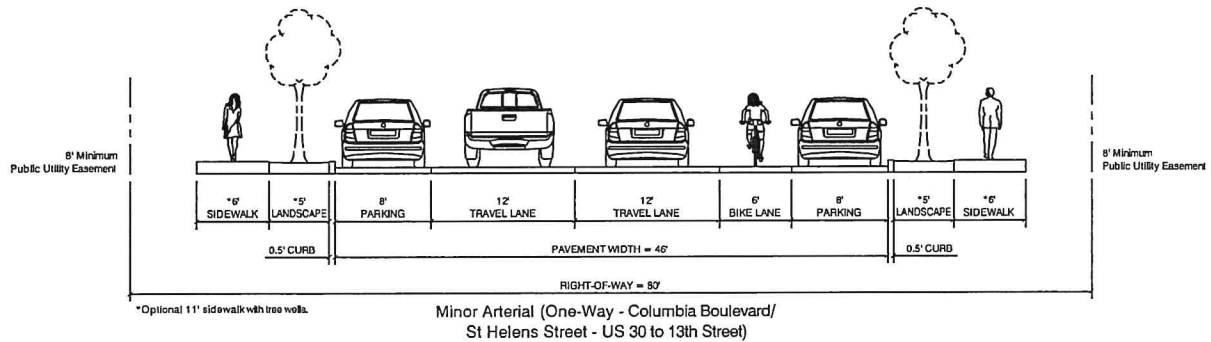 8' Minimum
Public Utility Easement
8' Minimum
Public Utility Easement
*6'
SIDEWALK
*5'
LANDSCAPE
8'
PARKING
12'
TRAVEL LANE
12'
TRAVEL LANE
6'
BIKE LANE
8'
PARKING
*5'
LANDSCAPE
*6'
SIDEWALK
0.5' CURB
PAVEMENT WIDTH = 46'
0.5' CURB
RIGHT-OF-WAY = 80'
*Optional 11' sidewalk with tree wells.
Minor Arterial (One-Way - Columbia Boulevard/
St Helens Street - US 30 to 13th Street)